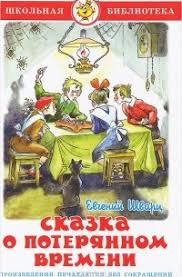 ШКОЛЬНАЯ БИБЛИОТЕКА
ЕВГЕНИЙ ШВАРЦ
СКАЗКА
О ПОТЕРЯННОМ
ВРЕМЕНИ
ПРОИЗВЕДЕНИЯ ПЕЧАТАЮТСЯ БЕЗ СОКРАЩЕНИЙ